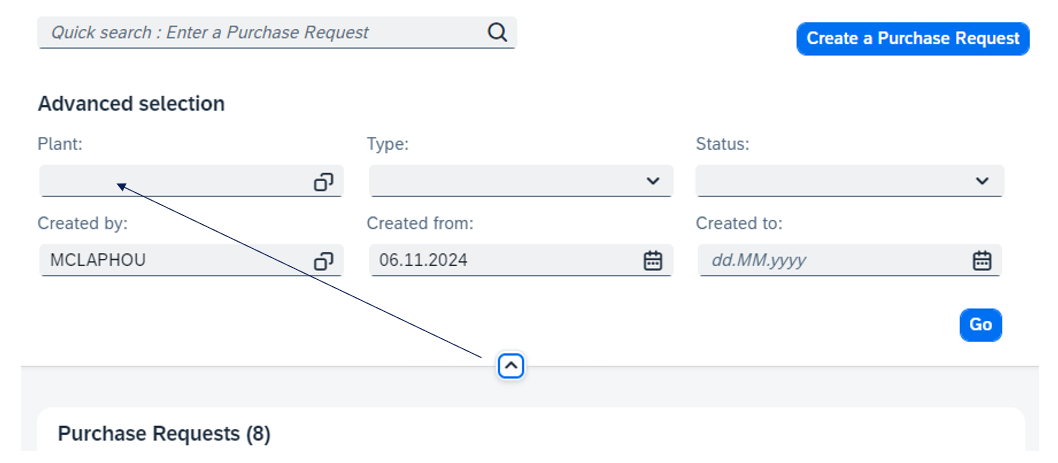 Quick search : Enter a Purchase Request
Create a Purchase Request
Advanced selection
Plant:
Type:
Status:
Created by:
Created from:
Created to:
MCLAPHOU
06.11.2024
dd.MM.yyyy
Go
Purchase Requests (8)